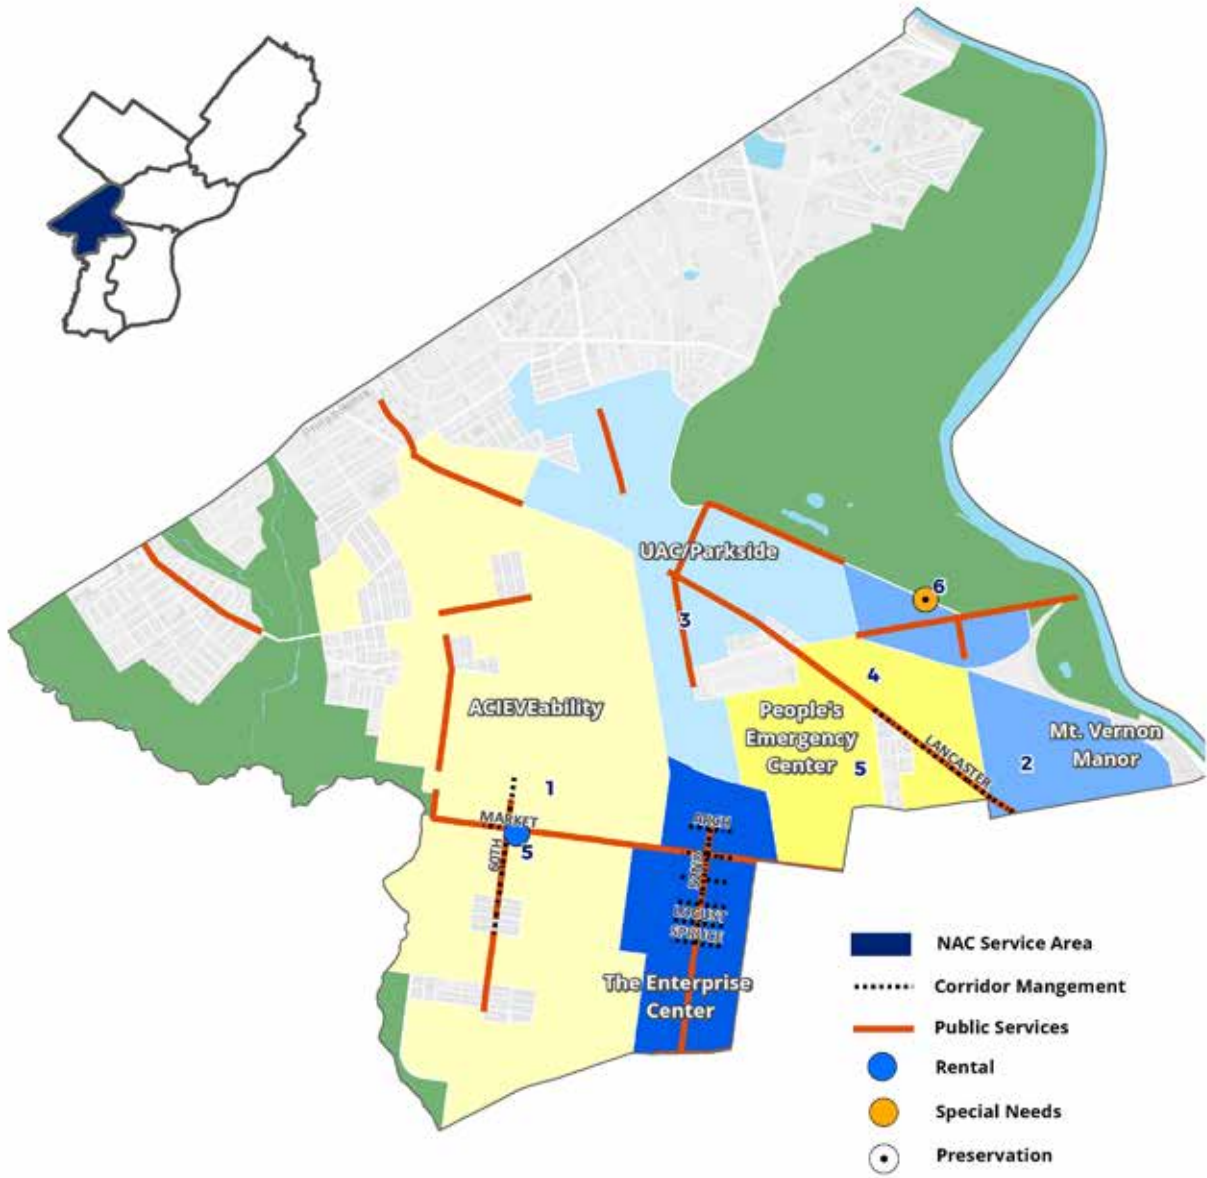 6
UAC/Parkside
3
4
ACIEVEability
People's
Emergency
Center
5
LANCASTER
Mt. Vernon
Manor
2
1
MARKET
5
60TH
ARCH
52ND
LOCUST
SPRUCE
The Enterprise
Center
NAC Service Area
Corridor Mangement
Public Services
Rental
Special Needs
Preservation